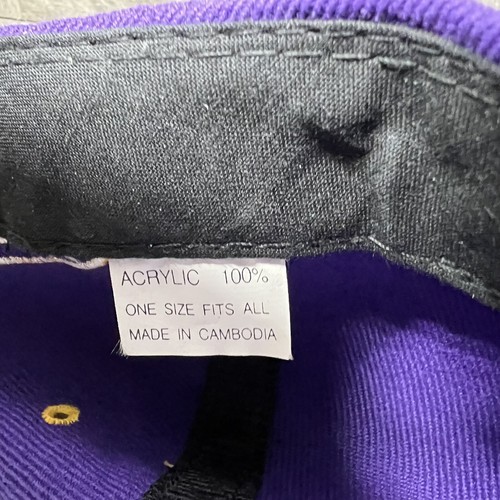 ACRYLIC 100%
ONE SIZE FITS ALL
MADE IN CAMBODIA